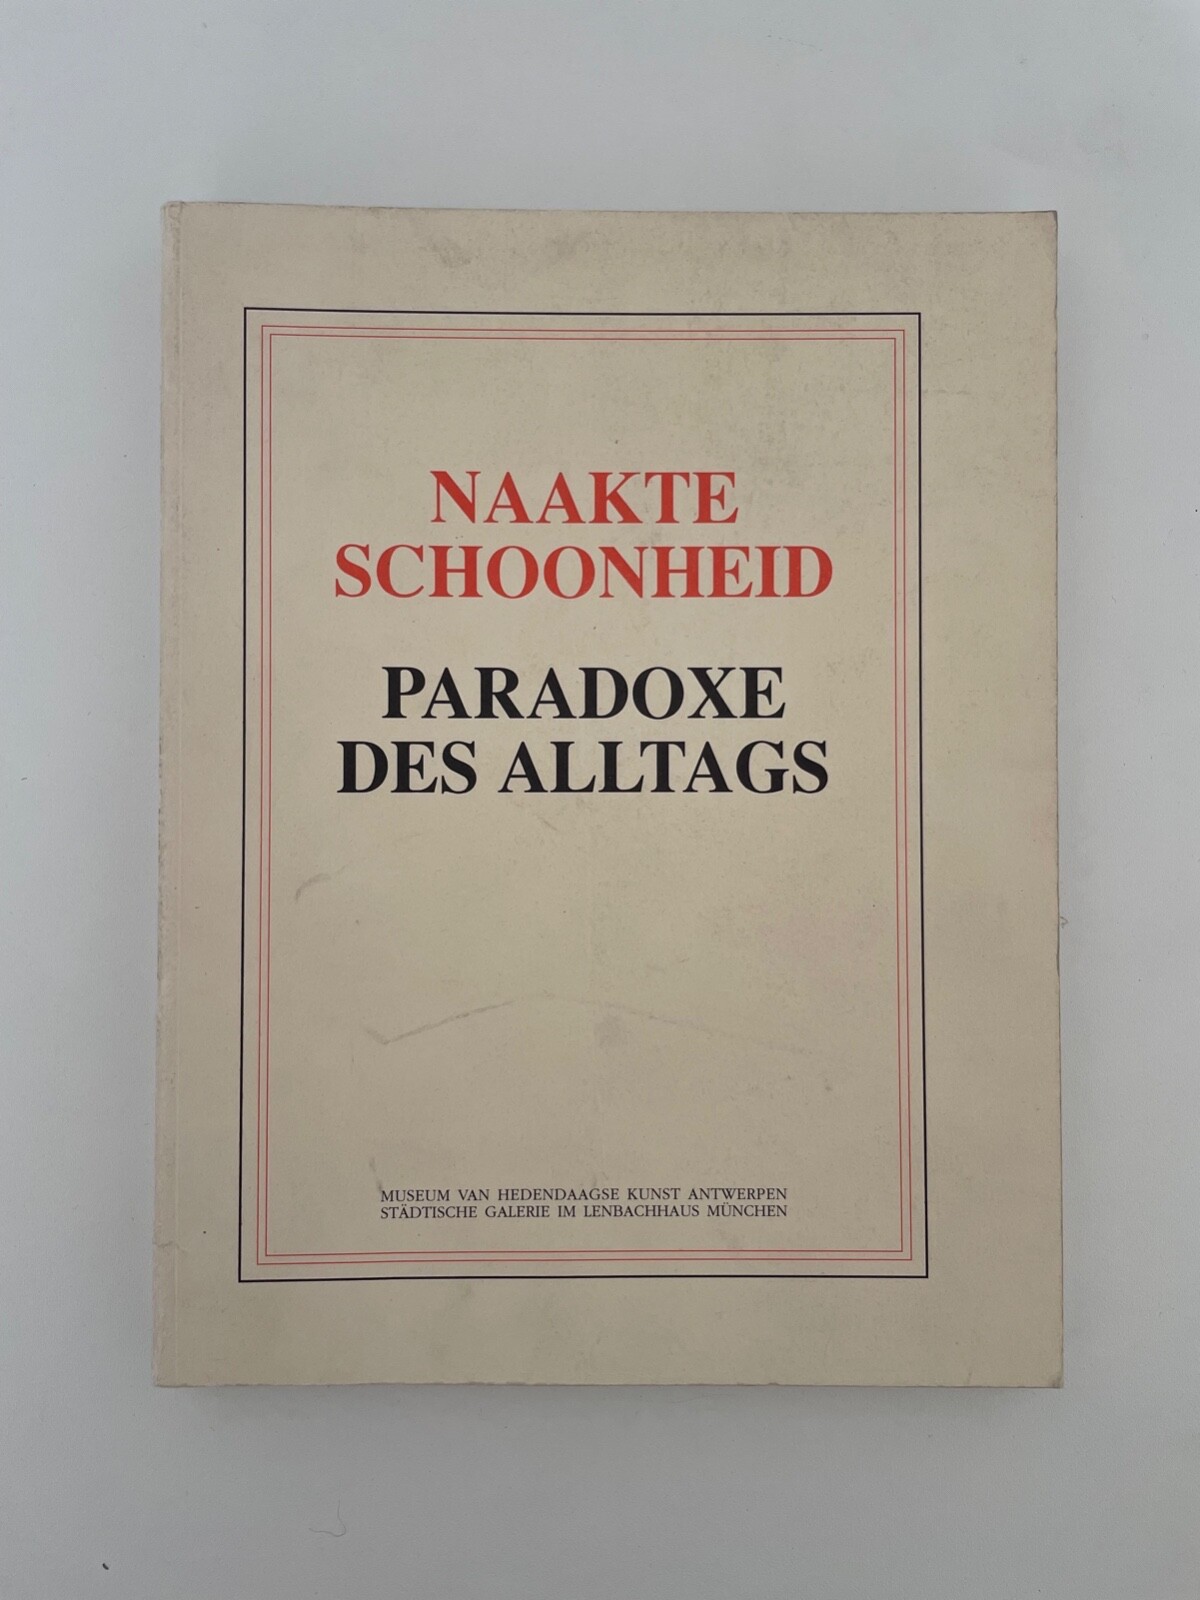 NAAKTE
SCHOONHEID
PARADOXE
DES ALLTAGS
MUSEUM VAN HEDENDAAGSE KUNST ANTWERPEN
STÄDTISCHE GALERIE IM LENBACHHAUS MÜNCHEN